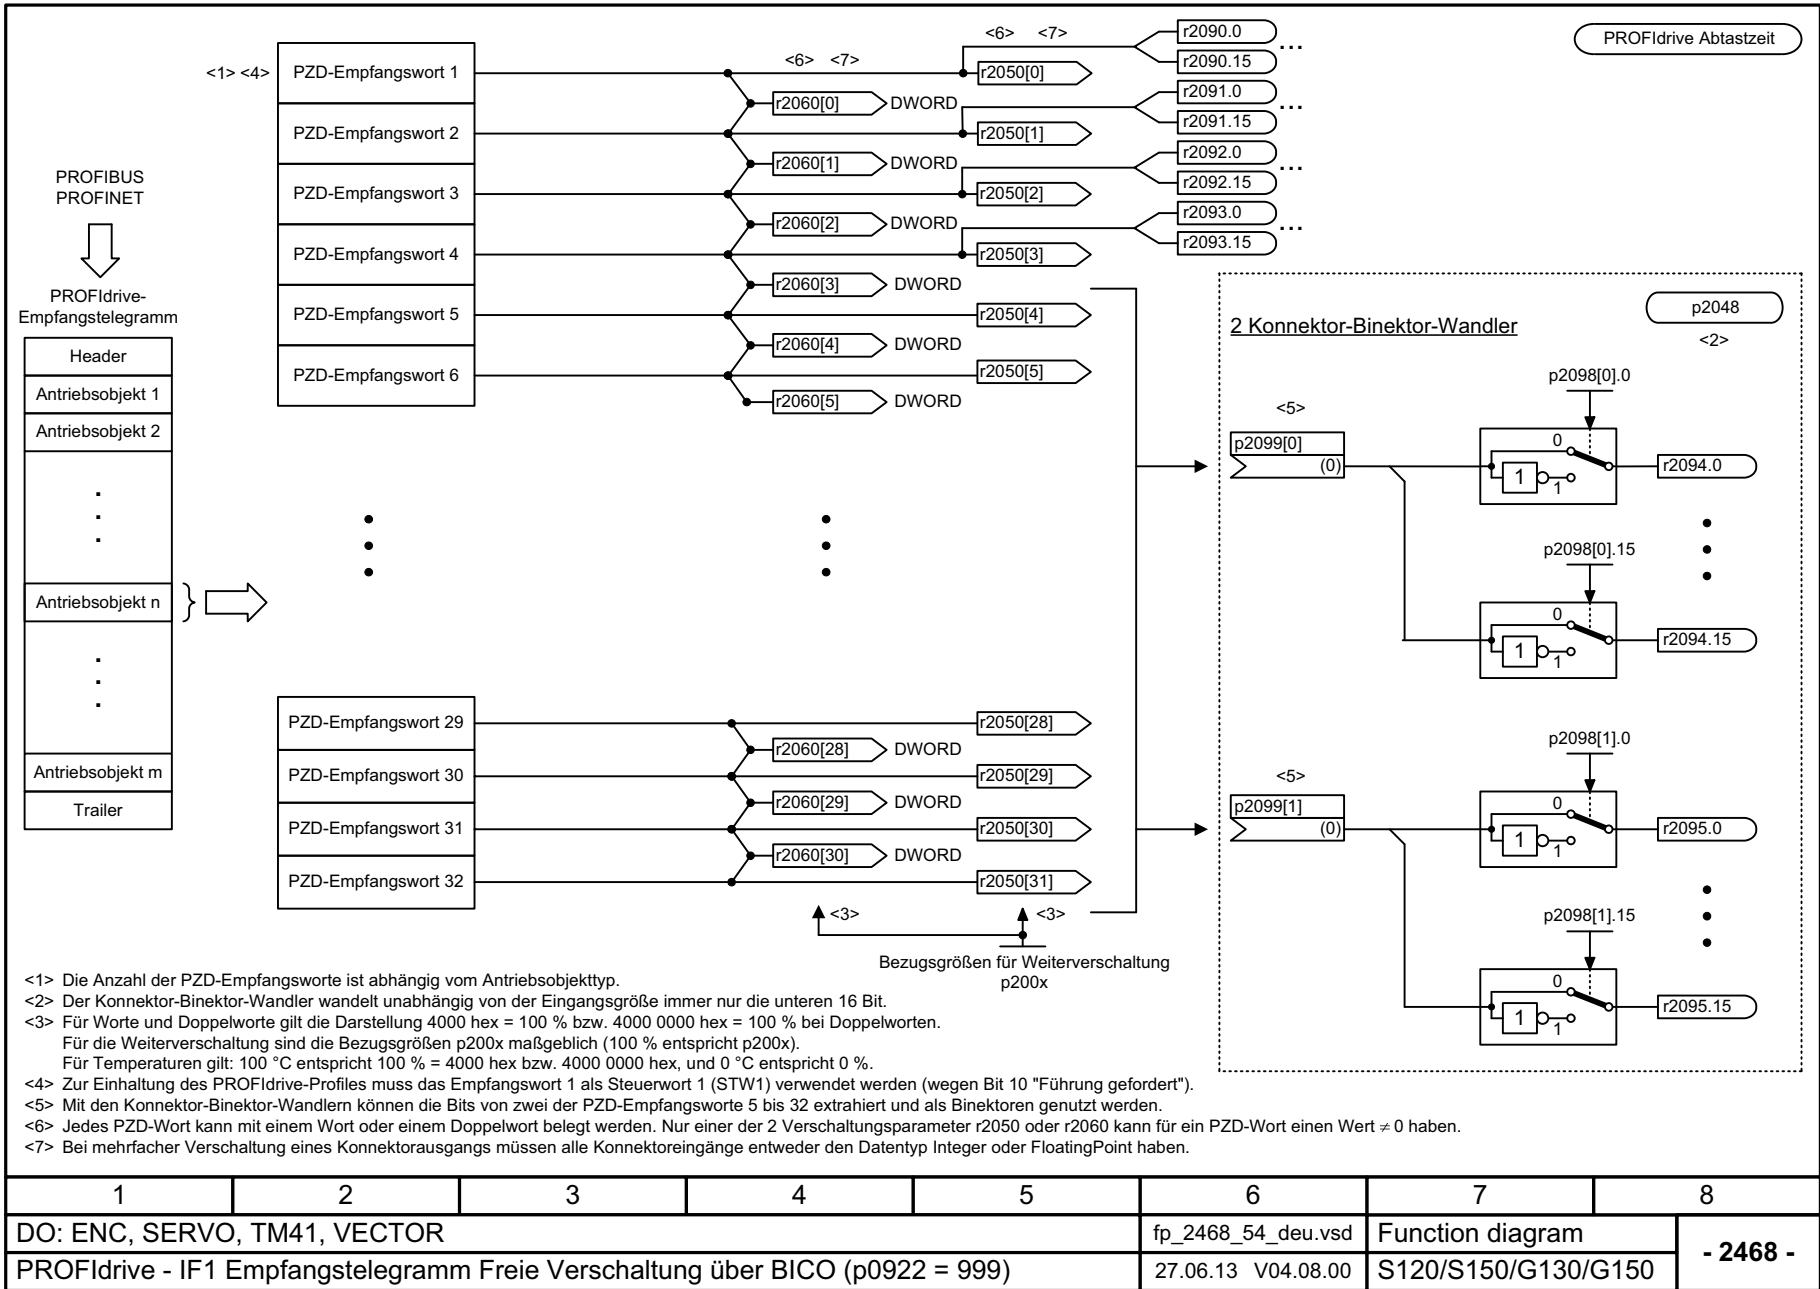 <6> <7>
r2090.0
...
PROFIdrive Abtastzeit
<1> <4>
PZD-Empfangswort 1
<6> <7>
r2050[0]
r2090.15
r2060[0]
DWORD
r2091.0
...
PZD-Empfangswort 2
r2050[1]
r2091.15
r2060[1]
DWORD
r2092.0
...
PROFIBUS
PROFINET
PZD-Empfangswort 3
r2050[2]
r2092.15
r2060[2]
DWORD
r2093.0
...
PZD-Empfangswort 4
r2050[3]
r2093.15
r2060[3]
DWORD
PROFIdrive-
Empfangstelegramm
PZD-Empfangswort 5
r2050[4]
r2060[4]
DWORD
PZD-Empfangswort 6
r2050[5]
r2060[5]
DWORD
Header
Antriebsobjekt 1
Antriebsobjekt 2
Antriebsobjekt n
}
Antriebsobjekt m
Trailer
2 Konnektor-Binektor-Wandler
p2048
<2>
p2098[0].0
<5>
p2099[0]
(0)
0
1
1
r2094.0
p2098[0].15
0
1
1
r2094.15
PZD-Empfangswort 29
r2050[28]
r2060[28]
DWORD
PZD-Empfangswort 30
r2050[29]
r2060[29]
DWORD
PZD-Empfangswort 31
r2050[30]
r2060[30]
DWORD
PZD-Empfangswort 32
r2050[31]
p2098[1].0
<5>
p2099[1]
(0)
0
1
1
r2095.0
p2098[1].15
0
1
1
r2095.15
<3>
<3>
Bezugsgrößen für Weiterverschaltung
p200x
<1> Die Anzahl der PZD-Empfangsworte ist abhängig vom Antriebsobjekttyp.
<2> Der Konnektor-Binektor-Wandler wandelt unabhängig von der Eingangsgröße immer nur die unteren 16 Bit.
<3> Für Worte und Doppelworte gilt die Darstellung 4000 hex = 100 % bzw. 4000 0000 hex = 100 % bei Doppelworten.
Für die Weiterverschaltung sind die Bezugsgrößen p200x maßgeblich (100 % entspricht p200x).
Für Temperaturen gilt: 100 °C entspricht 100 % = 4000 hex bzw. 4000 0000 hex, und 0 °C entspricht 0 %.
<4> Zur Einhaltung des PROFIdrive-Profiles muss das Empfangswort 1 als Steuerwort 1 (STW1) verwendet werden (wegen Bit 10 "Führung gefordert").
<5> Mit den Konnektor-Binektor-Wandlern können die Bits von zwei der PZD-Empfangsworte 5 bis 32 extrahiert und als Binektoren genutzt werden.
<6> Jedes PZD-Wort kann mit einem Wort oder einem Doppelwort belegt werden. Nur einer der 2 Verschaltungsparameter r2050 oder r2060 kann für ein PZD-Wort einen Wert ≠ 0 haben.
<7> Bei mehrfacher Verschaltung eines Konnektorausgangs müssen alle Konnektoreingänge entweder den Datentyp Integer oder FloatingPoint haben.
1 2 3 4 5 6 7 8
DO: ENC, SERVO, TM41, VECTOR
fp_2468_54_deu.vsd
Function diagram
- 2468 -
PROFIdrive - IF1 Empfangstelegramm Freie Verschaltung über BICO (p0922 = 999)
27.06.13 V04.08.00
S120/S150/G130/G150